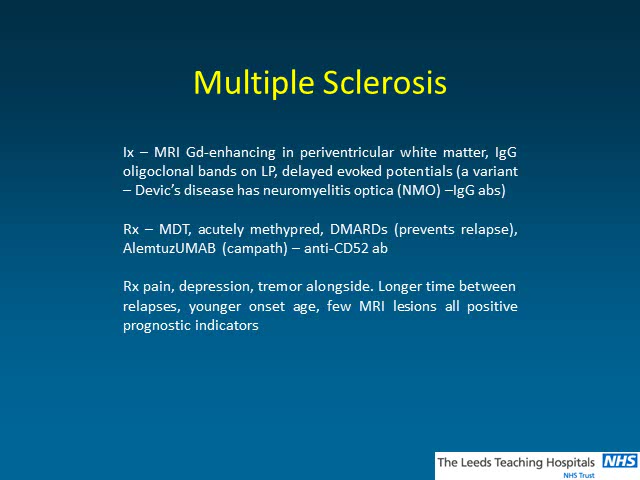 Multiple Sclerosis
Ix – MRI Gd-enhancing in periventricular white matter, IgG
oligoclonal bands on LP, delayed evoked potentials (a variant
– Devic's disease has neuromyelitis optica (NMO) –IgG abs)
Rx – MDT, acutely methypred, DMARDs (prevents relapse),
AlemtuzUMAB (campath) – anti-CD52 ab
Rx pain, depression, tremor alongside. Longer time between
relapses, younger onset age, few MRI lesions all positive
prognostic indicators
The Leeds Teaching Hospitals NHS
NHS Trust